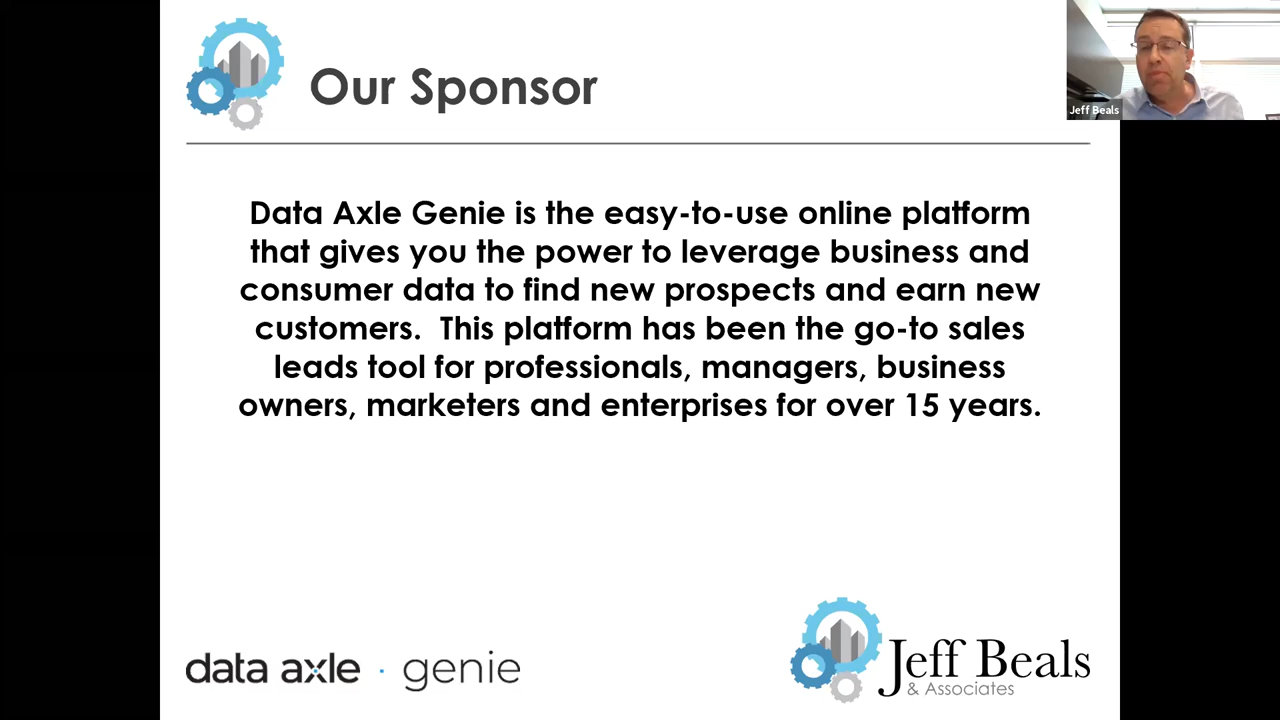 Our Sponsor
Jeff Beals
Data Axle Genie is the easy-to-use online platform
that gives you the power to leverage business and
consumer data to find new prospects and earn new
customers.  This platform has been the go-to sales
leads tool for professionals, managers, business
owners, marketers and enterprises for over 15 years.
data axle · genie
Jeff Beals
& Associates